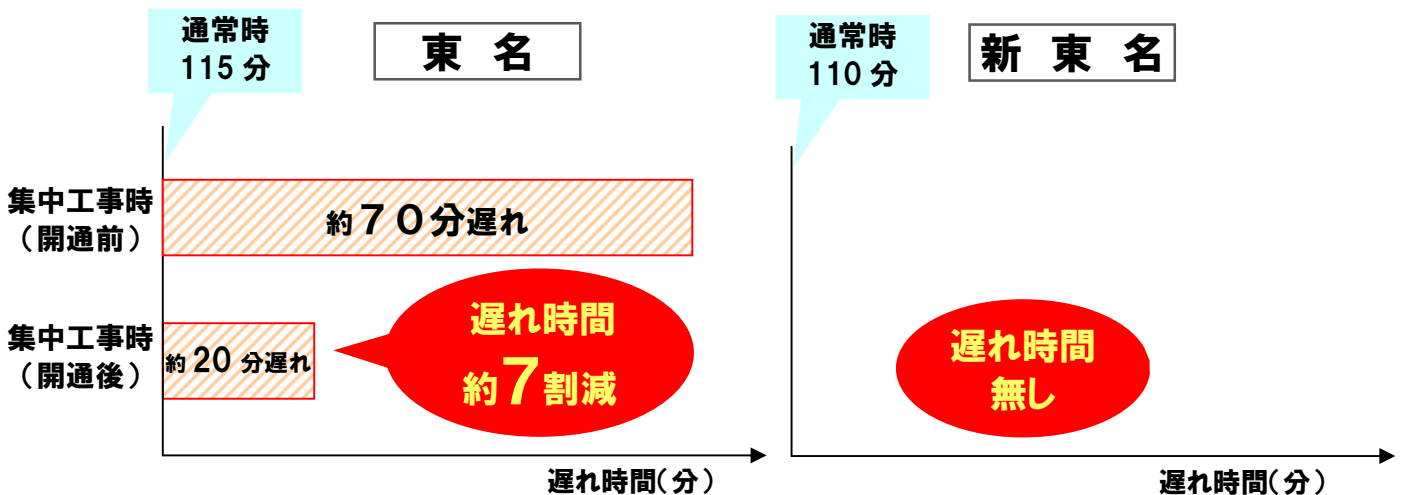 通常時
115分
東名
集中工事時
（開通前）
約７０分遅れ
集中工事時
（開通後）
約20分遅れ
遅れ時間
約7割減
遅れ時間（分）
通常時
110分
新東名
遅れ時間
無し
遅れ時間（分）